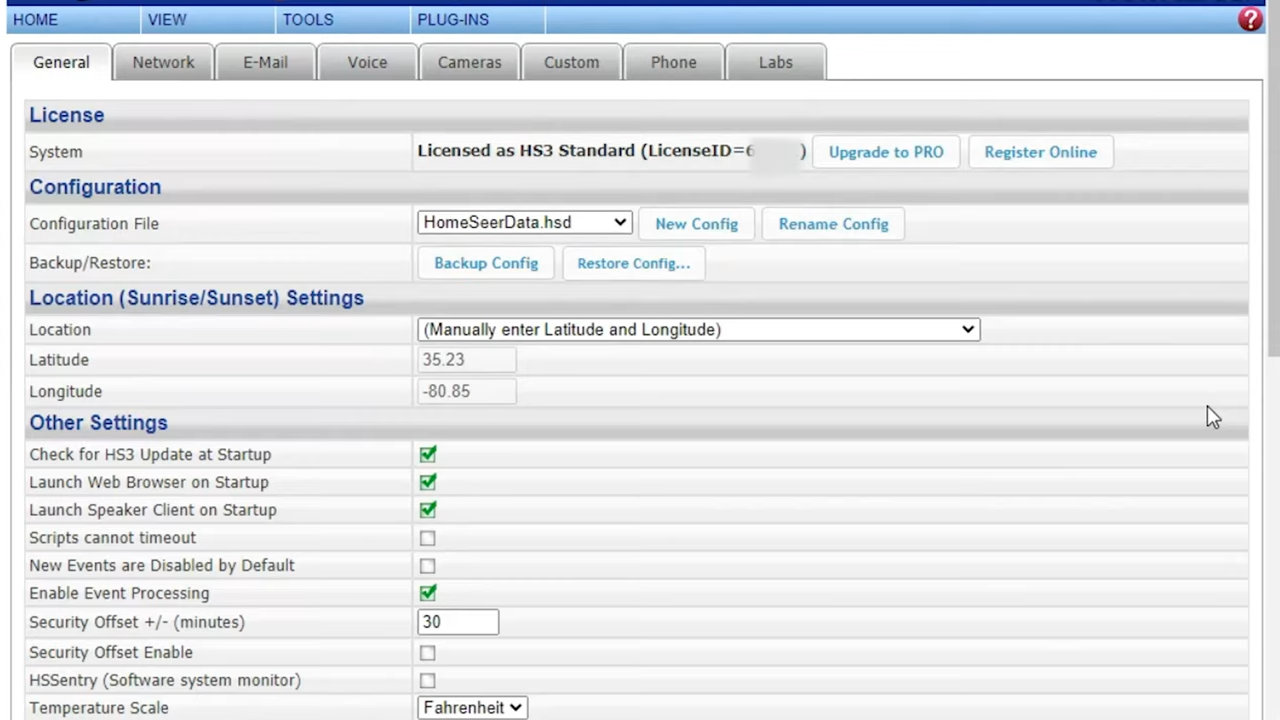 HOME VIEW TOOLS PLUG-INS ?
General Network E-Mail Voice Cameras Custom Phone Labs
License
System Licensed as HS3 Standard (LicenseID=6 ) Upgrade to PRO Register Online
Configuration
Configuration File HomeSeerData.hsd New Config Rename Config
Backup/Restore: Backup Config Restore Config...
Location (Sunrise/Sunset) Settings
Location (Manually enter Latitude and Longitude)
Latitude 35.23
Longitude -80.85
Other Settings
Check for HS3 Update at Startup
Launch Web Browser on Startup
Launch Speaker Client on Startup
Scripts cannot timeout
New Events are Disabled by Default
Enable Event Processing
Security Offset +/- (minutes) 30
Security Offset Enable
HSSentry (Software system monitor)
Temperature Scale Fahrenheit